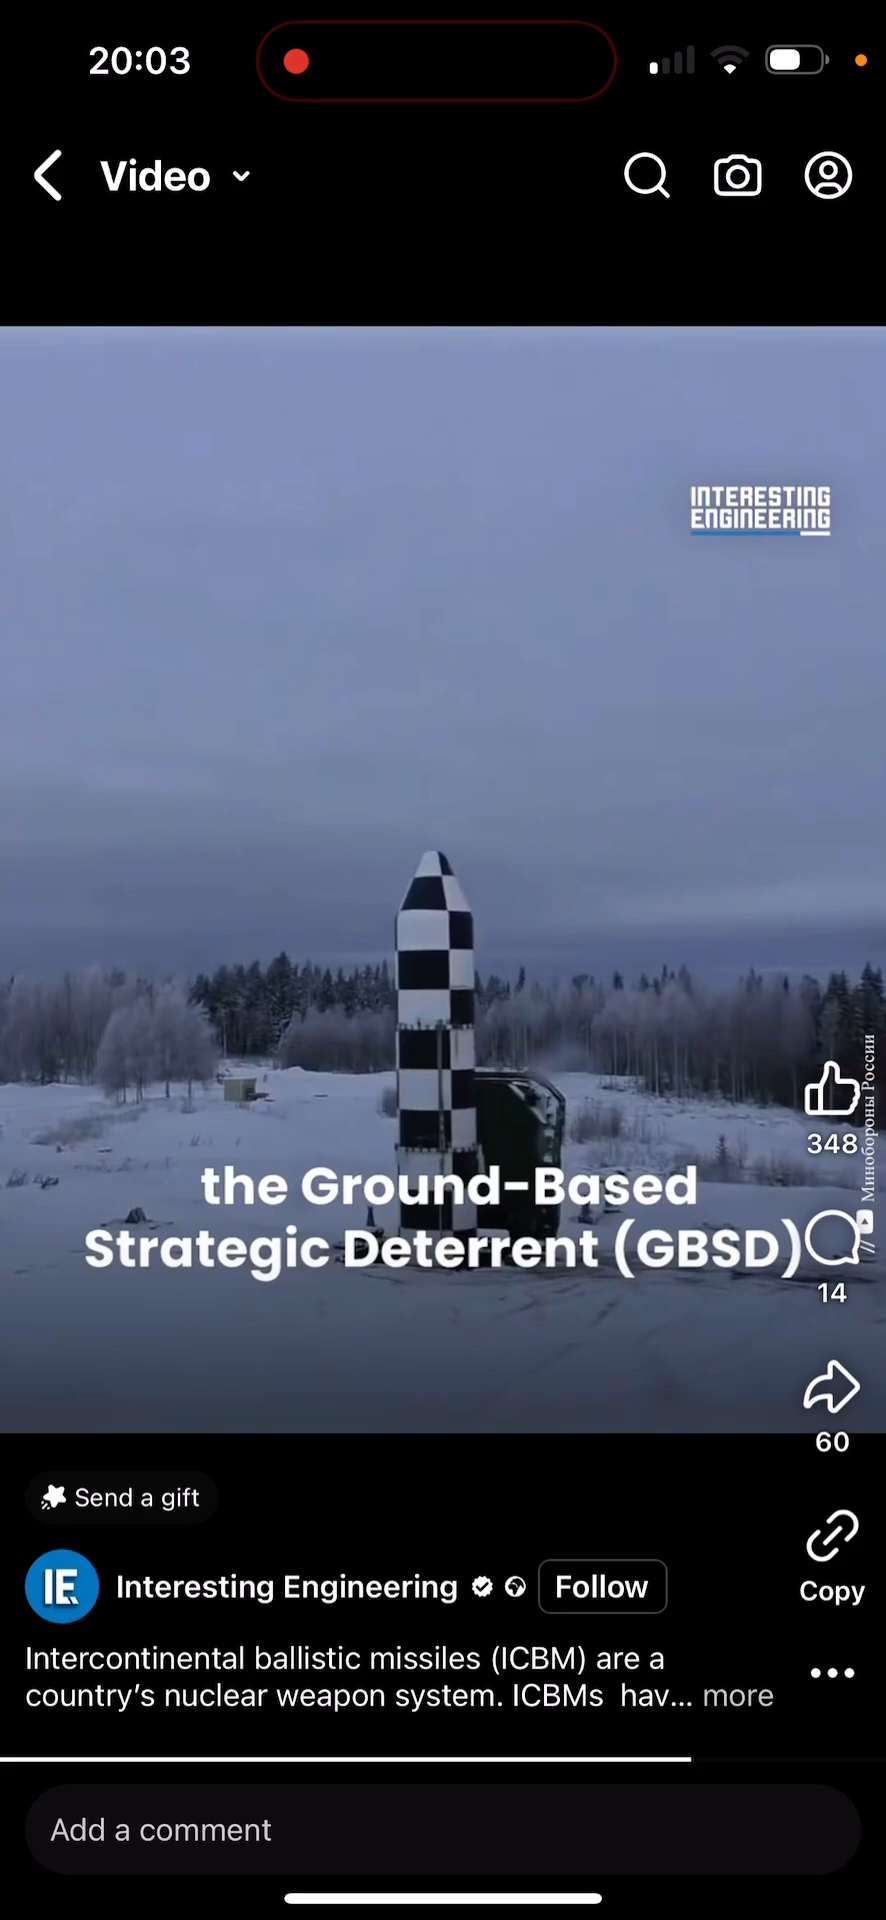 20:03
Video
INTERESTING
ENGINEERING
Минобороны России
348
the Ground-Based
Strategic Deterrent (GBSD)
14
60
Send a gift
IE
Interesting Engineering
Follow
Copy
Intercontinental ballistic missiles (ICBM) are a
country's nuclear weapon system. ICBMs hav... more
Add a comment